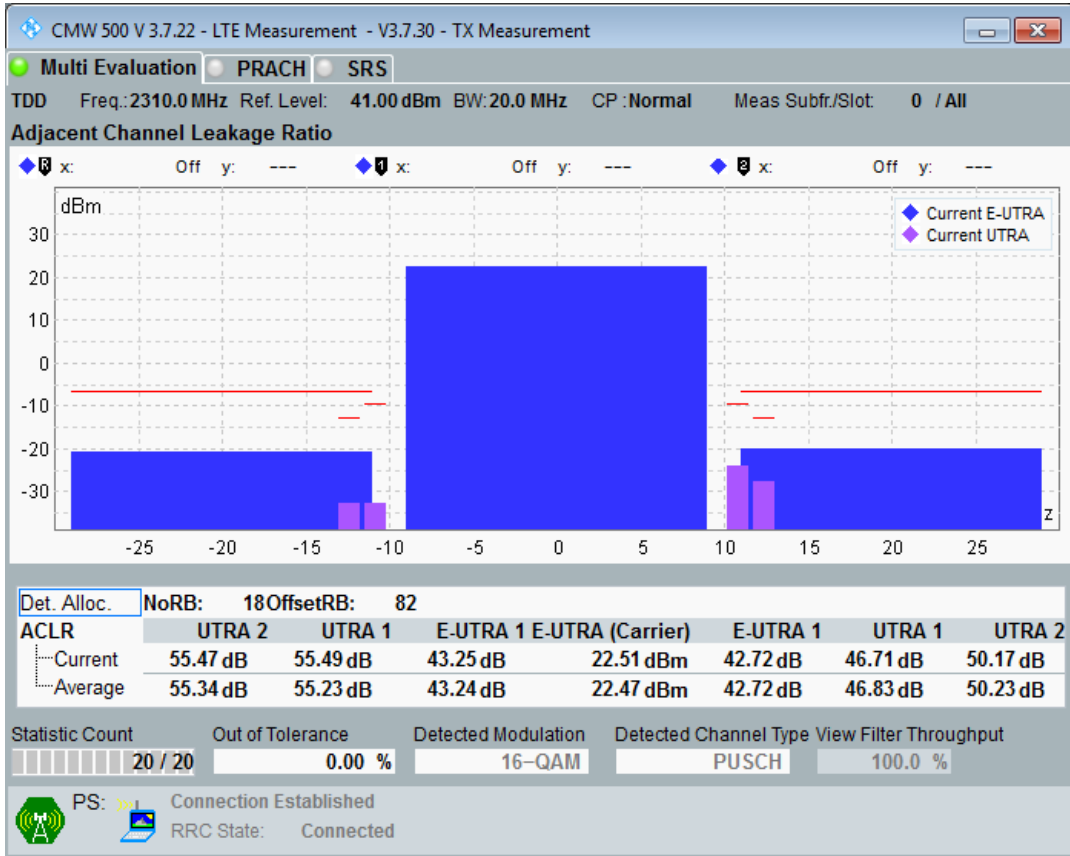 CMW 500 V 3.7.22 - LTE Measurement - V3.7.30 - TX Measurement
Multi Evaluation PRACH SRS
TDD Freq.: 2310.0 MHz Ref. Level: 41.00 dBm BW: 20.0 MHz CP : Normal Meas Subfr./Slot: 0 / All
Adjacent Channel Leakage Ratio
R x: Off y: --- 1 x: Off y: --- 2 x: Off y: ---
dBm
Current E-UTRA
Current UTRA
30
20
10
0
-10
-20
-30
z
-25 -20 -15 -10 -5 0 5 10 15 20 25
Det. Alloc. NoRB: 18 OffsetRB: 82
ACLR UTRA 2 UTRA 1 E-UTRA 1 E-UTRA (Carrier) E-UTRA 1 UTRA 1 UTRA 2
Current 55.47 dB 55.49 dB 43.25 dB 22.51 dBm 42.72 dB 46.71 dB 50.17 dB
Average 55.34 dB 55.23 dB 43.24 dB 22.47 dBm 42.72 dB 46.83 dB 50.23 dB
Statistic Count Out of Tolerance Detected Modulation Detected Channel Type View Filter Throughput
20 / 20 0.00 % 16-QAM PUSCH 100.0 %
PS: Connection Established
RRC State: Connected